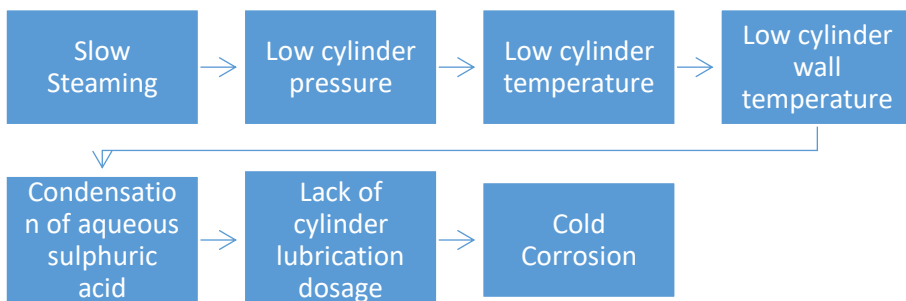 Slow
Steaming
Low cylinder
pressure
Low cylinder
temperature
Low cylinder
wall
temperature
Condensatio
n of aqueous
sulphuric
acid
Lack of
cylinder
lubrication
dosage
Cold
Corrosion